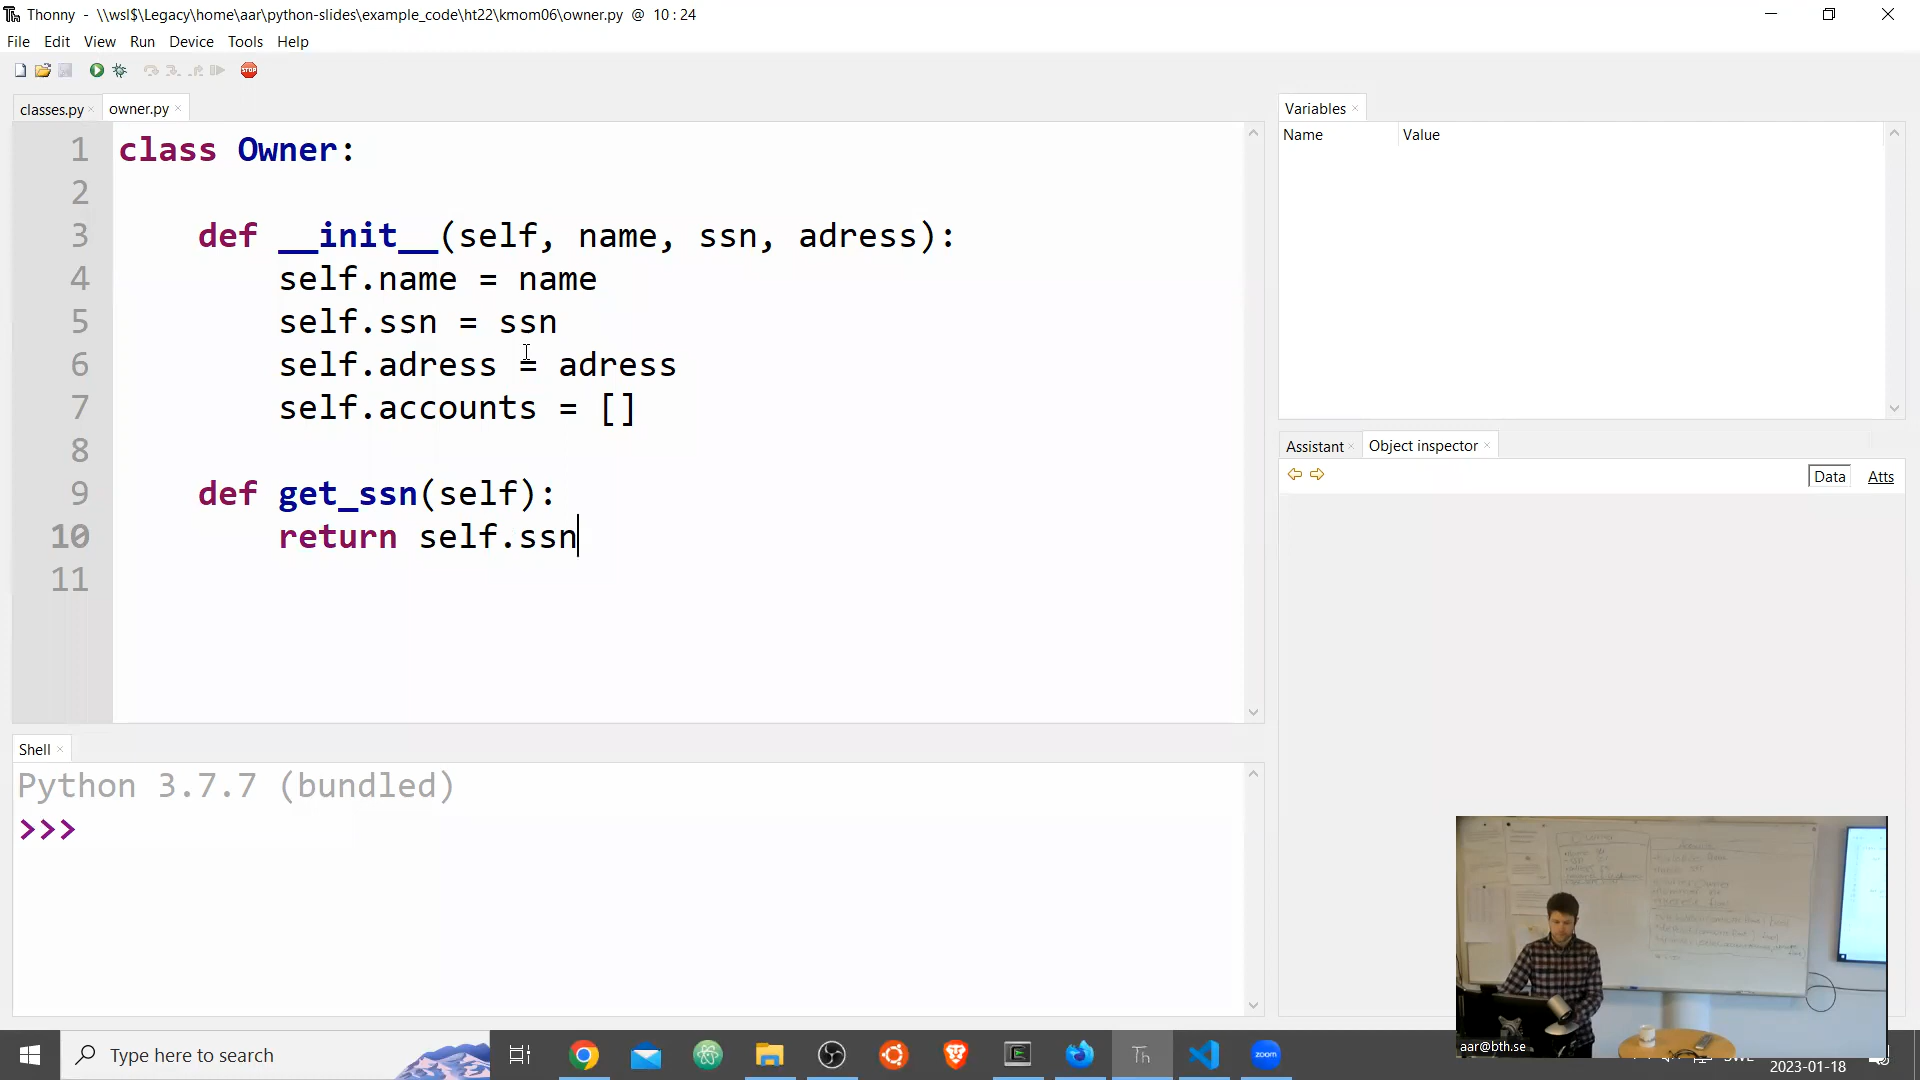 Thonny - \\wsl$\Legacy\home\aar\python-slides\example_code\ht22\kmom06\owner.py @ 10:24
File Edit View Run Device Tools Help
STOP
classes.py owner.py
1 class Owner:
2
3 def __init__(self, name, ssn, adress):
4 self.name = name
5 self.ssn = ssn
6 self.adress = adress
7 self.accounts = []
8
9 def get_ssn(self):
10 return self.ssn
11
Variables
Name Value
Assistant Object inspector
Data Atts
Shell
Python 3.7.7 (bundled)
>>>
aar@bth.se
Type here to search
Th
zoom
2023-01-18